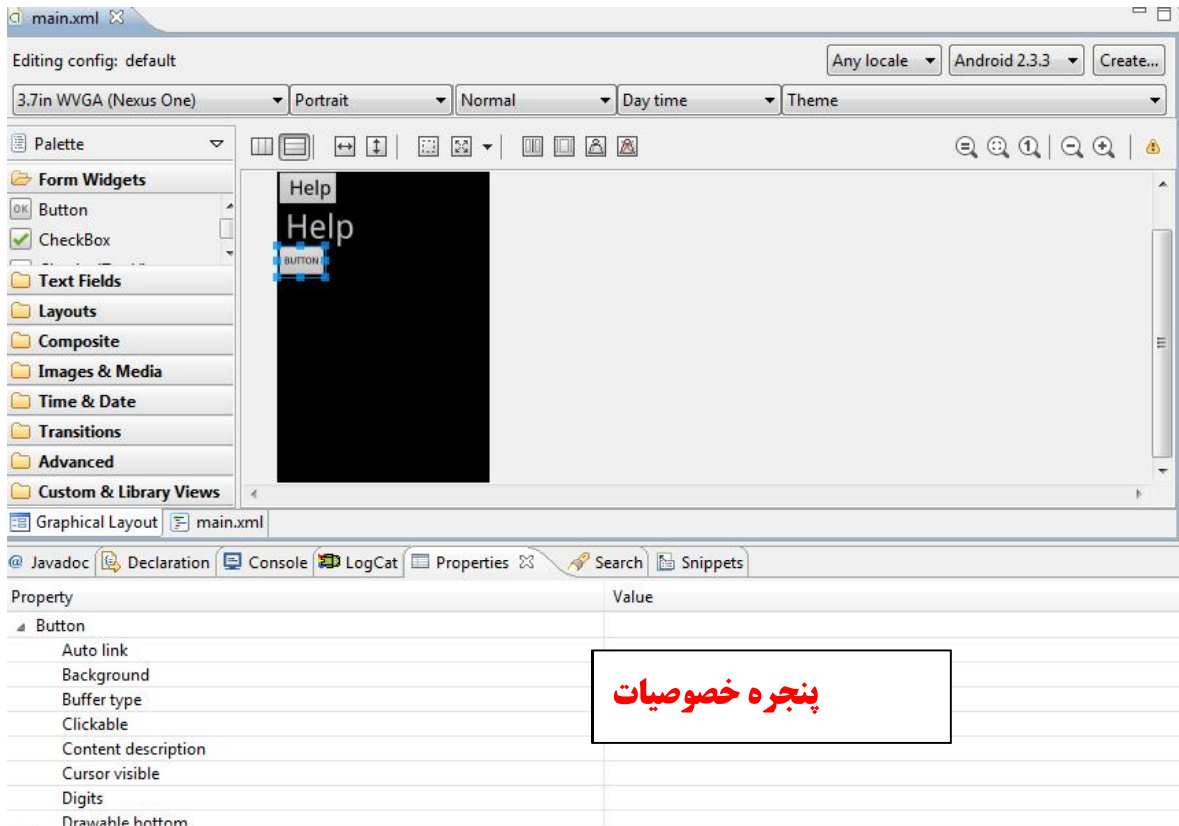 main.xml
Editing config: default
Any locale
Android 2.3.3
Create...
3.7in WVGA (Nexus One)
Portrait
Normal
Day time
Theme
Palette
Form Widgets
OK Button
CheckBox
Text Fields
Layouts
Composite
Images & Media
Time & Date
Transitions
Advanced
Custom & Library Views
Help
Help
BUTTON
Graphical Layout
main.xml
@ Javadoc
Declaration
Console
LogCat
Properties
Search
Snippets
Property
Value
Button
Auto link
Background
Buffer type
Clickable
Content description
Cursor visible
Digits
Drawable bottom
پنجره خصوصیات